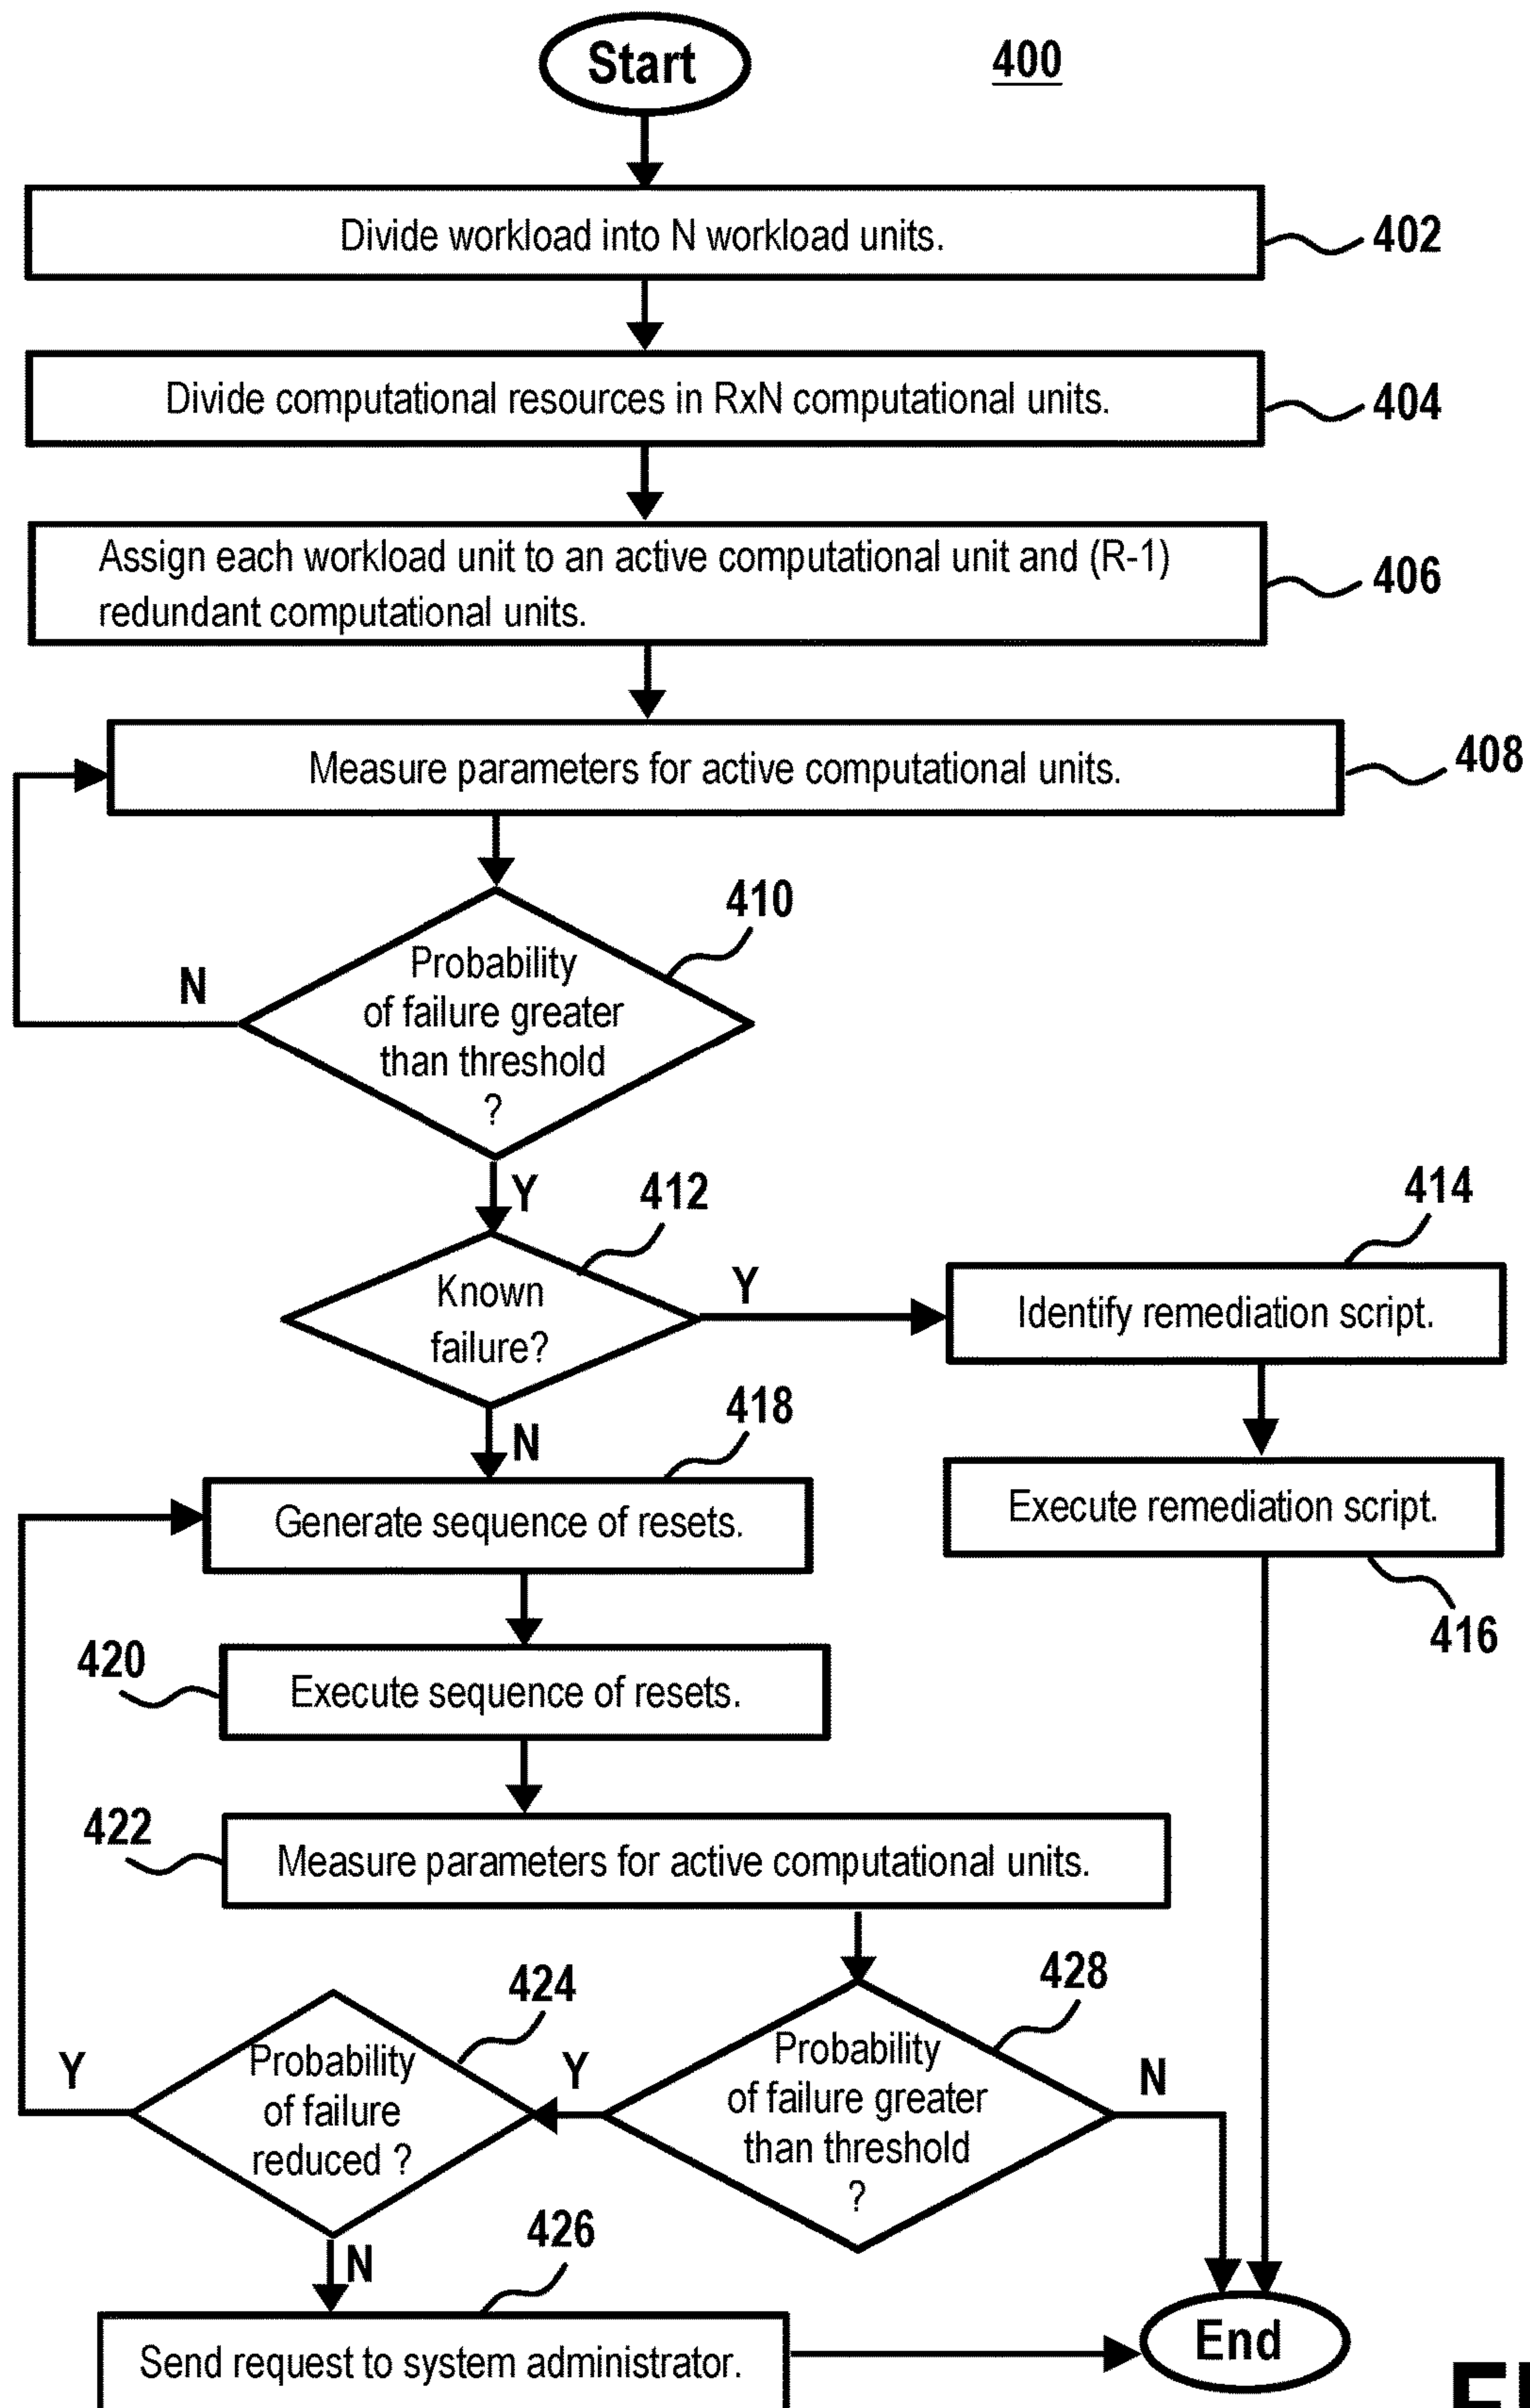 Start
400
Divide workload into N workload units.
402
Divide computational resources in RxN computational units.
404
Assign each workload unit to an active computational unit and (R-1)
redundant computational units.
406
Measure parameters for active computational units.
408
410
Probability
of failure greater
than threshold
?
N
Y
412
Known
failure?
Y
414
Identify remediation script.
N
418
Generate sequence of resets.
Execute remediation script.
416
420
Execute sequence of resets.
422
Measure parameters for active computational units.
424
428
Probability
of failure
reduced ?
Y
Y
Probability
of failure greater
than threshold
?
N
N
426
Send request to system administrator.
End